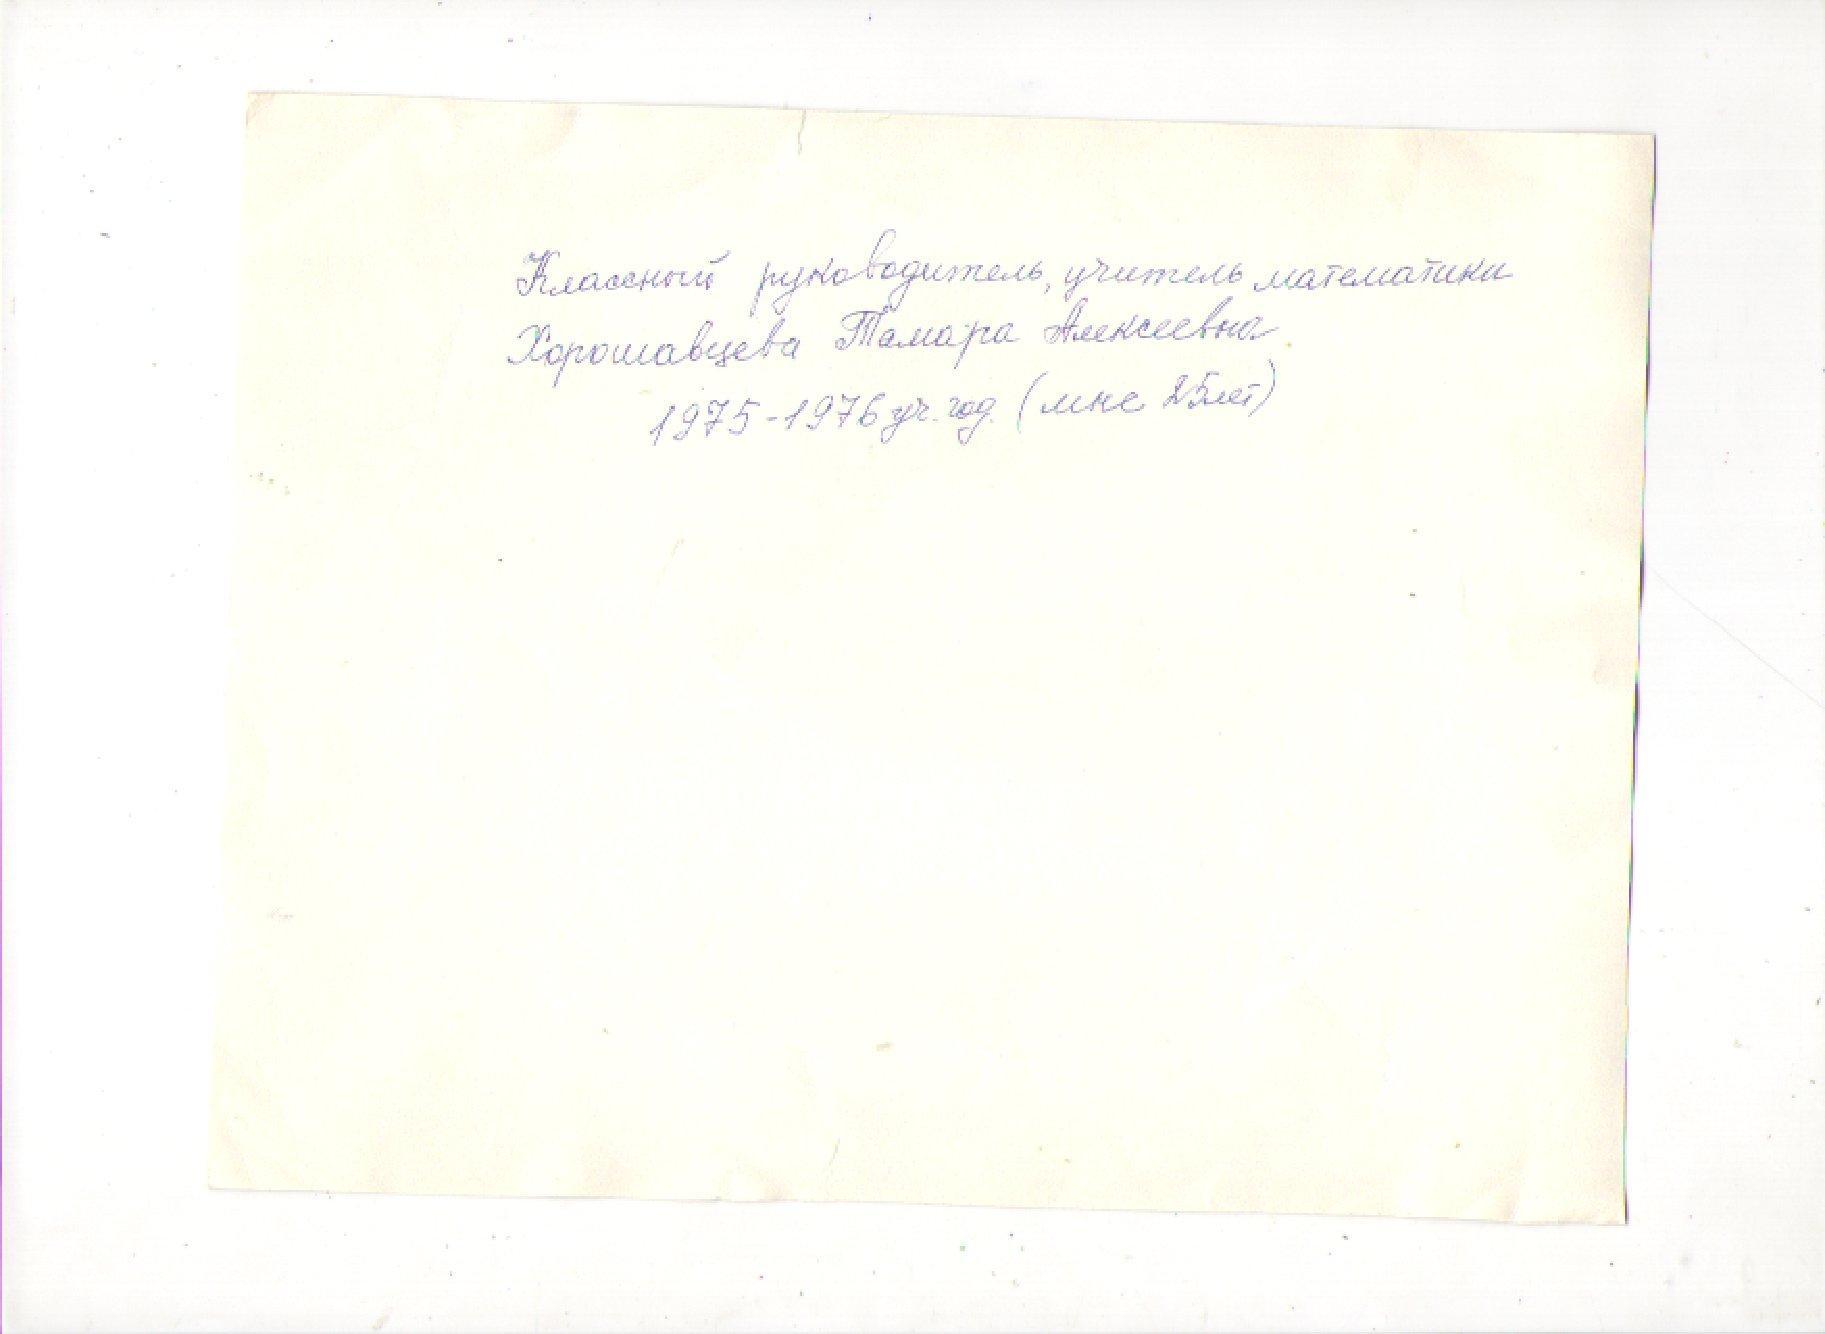 Классный руководитель, учитель математики
Хорошавцева Тамара Алексеевна
1975-1976 уч. год. (мне 25 лет)